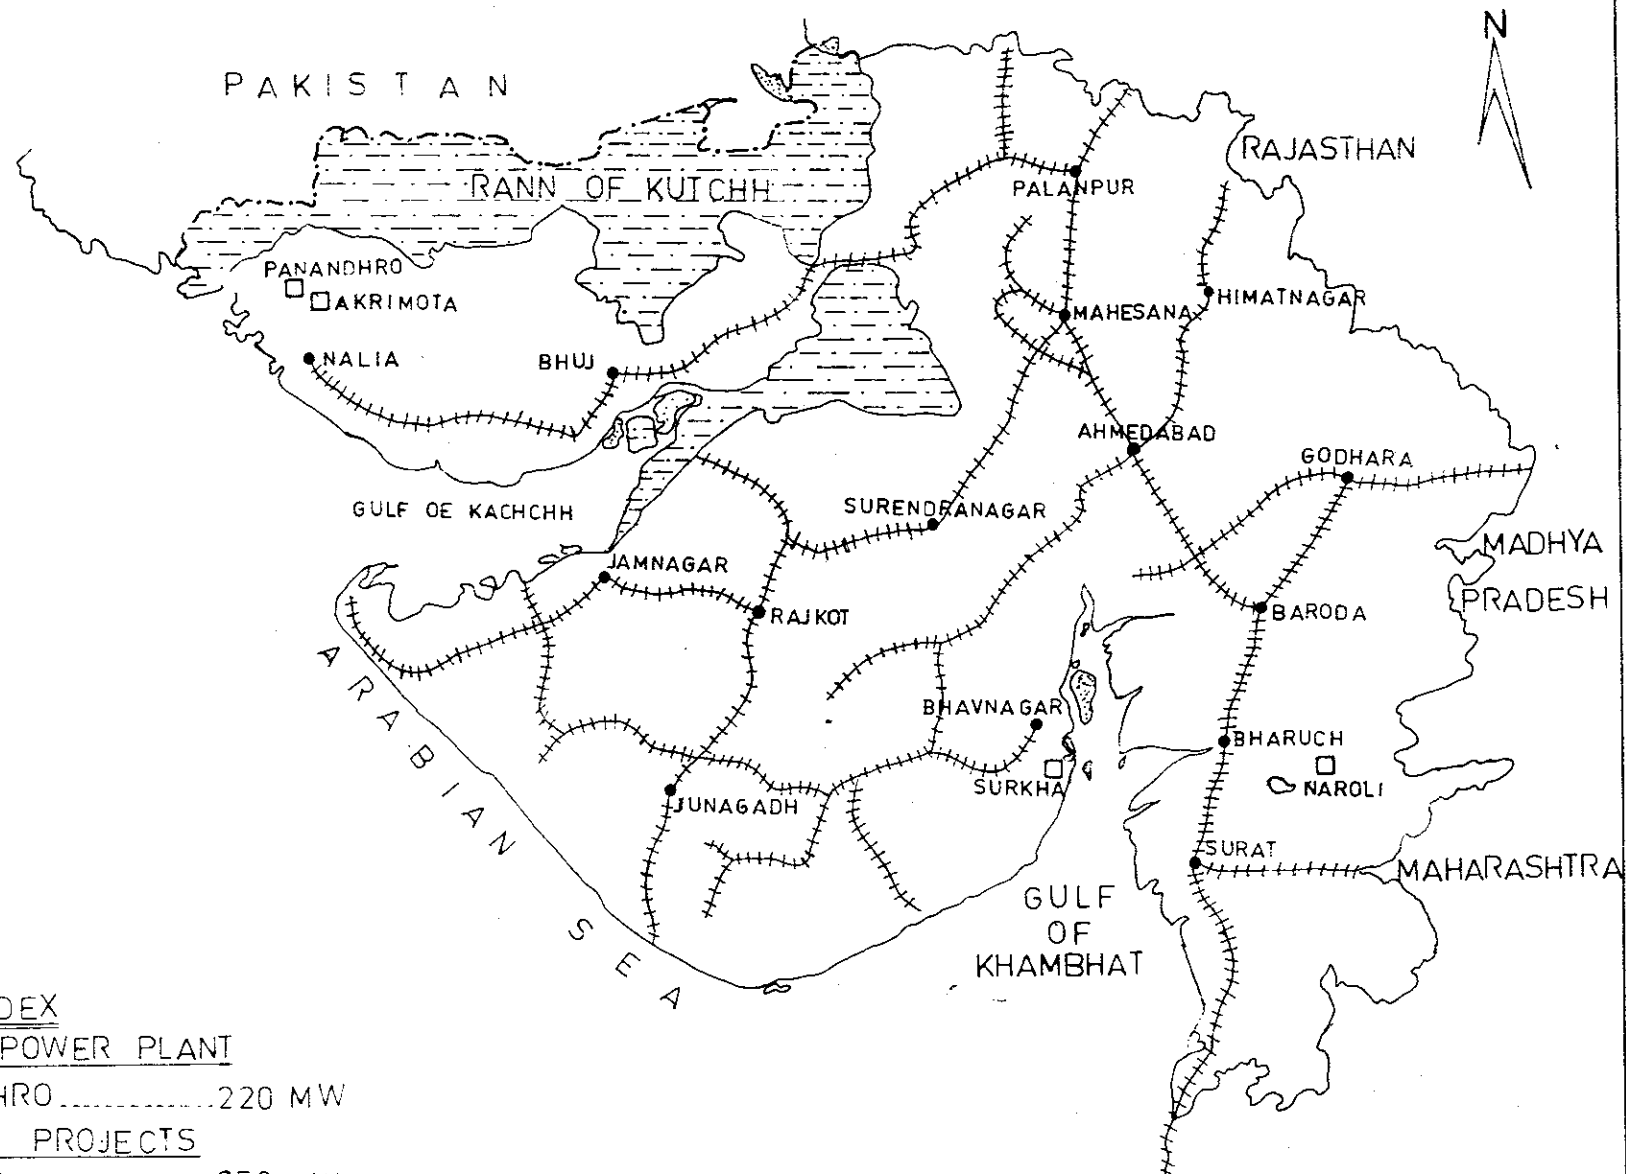 N
PAKISTAN
RAJASTHAN
RANN OF KUTCHH
PALANPUR
PANANDHRO
AKRIMOTA
HIMATNAGAR
MAHESANA
NALIA
BHUJ
AHMEDABAD
GODHARA
GULF OE KACHCHH
SURENDRANAGAR
MADHYA
PRADESH
JAMNAGAR
RAJKOT
BARODA
ARABIAN SEA
BHAVNAGAR
BHARUCH
SURKHA
NAROLI
JUNAGADH
SURAT
MAHARASHTRA
GULF
OF
KHAMBHAT
DEX
POWER PLANT
HRO 220 MW
PROJECTS